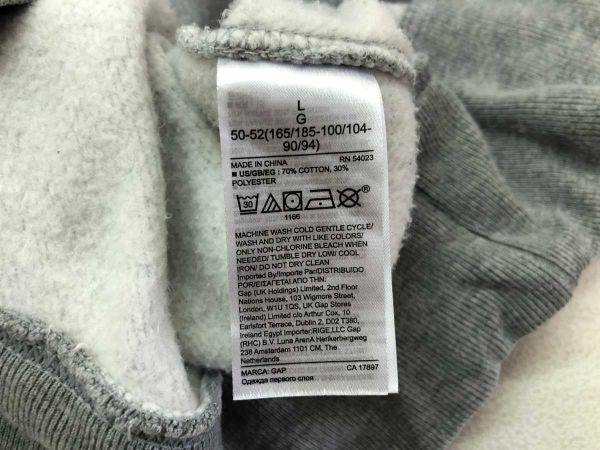 L
G
50-52(165/185-100/104-
90/94)
MADE IN CHINA RN 54023
■ US/GB/EG : 70% COTTON, 30%
POLYESTER
30 ®
1166
MACHINE WASH COLD GENTLE CYCLE/
WASH AND DRY WITH LIKE COLORS/
ONLY NON-CHLORINE BLEACH WHEN
NEEDED/ TUMBLE DRY LOW/ COOL
IRON/ DO NOT DRY CLEAN
Imported by/Importe Par/DISTRIBUIDO
POR/ΕΙΣΑΓΕΤΑΙ ΑΠΟ:
Gap (UK Holdings) Limited, 2nd Floor
Nations House, 103 Wigmore Street,
London, W1U 1QS, UK Gap Stores
(Ireland) Limited c/o Arthur Cox, 10
Earlsfort Terrace, Dublin 2, D02 T380,
Ireland Egypt Importer:RIGE.LLC Gap
(RHC) B.V. Luna ArenA Herikerbergweg
238 Amsterdam 1101 CM, The
Netherlands
MARCA: GAP CA 17897
Одежда первого слоя